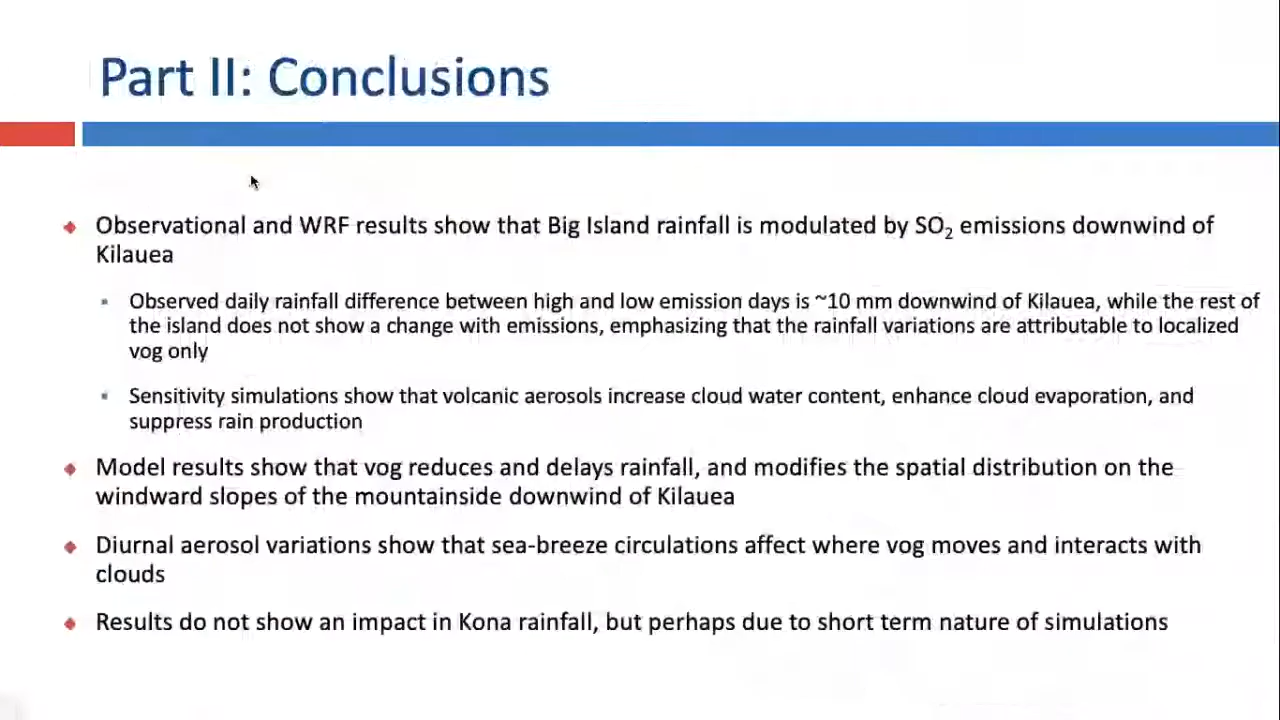 Part II: Conclusions
Observational and WRF results show that Big Island rainfall is modulated by SO₂ emissions downwind of
Kilauea
Observed daily rainfall difference between high and low emission days is ~10 mm downwind of Kilauea, while the rest of
the island does not show a change with emissions, emphasizing that the rainfall variations are attributable to localized
vog only
Sensitivity simulations show that volcanic aerosols increase cloud water content, enhance cloud evaporation, and
suppress rain production
Model results show that vog reduces and delays rainfall, and modifies the spatial distribution on the
windward slopes of the mountainside downwind of Kilauea
Diurnal aerosol variations show that sea-breeze circulations affect where vog moves and interacts with
clouds
Results do not show an impact in Kona rainfall, but perhaps due to short term nature of simulations